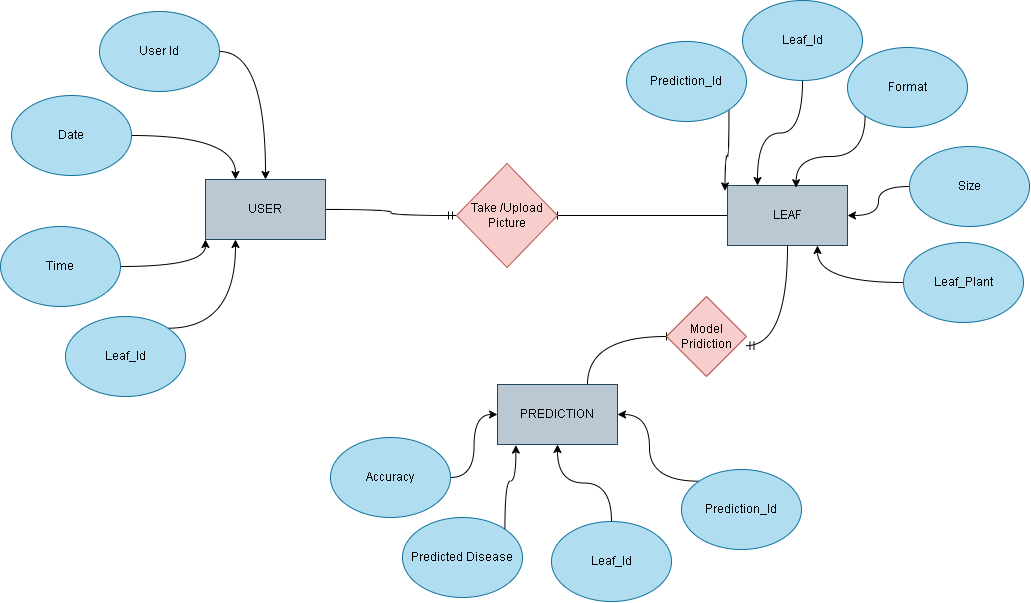 Leaf_Id
User Id
Prediction_Id
Format
Date
Size
USER
Take /Upload
Picture
LEAF
Time
Leaf_Plant
Model
Pridiction
Leaf_Id
PREDICTION
Accuracy
Prediction_Id
Predicted Disease
Leaf_Id